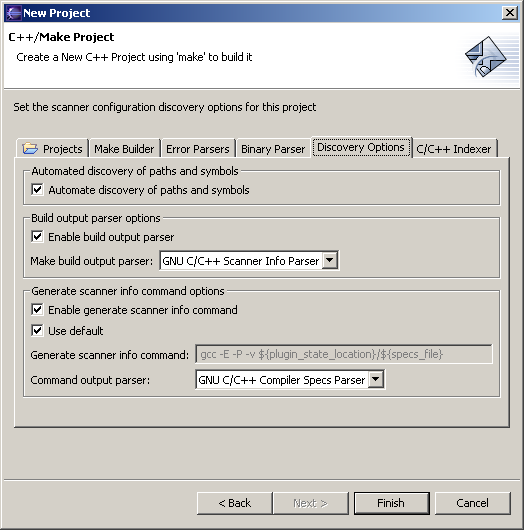 New Project
C++/Make Project
Create a New C++ Project using 'make' to build it
Set the scanner configuration discovery options for this project
Projects Make Builder Error Parsers Binary Parser Discovery Options C/C++ Indexer
Automated discovery of paths and symbols
Automate discovery of paths and symbols
Build output parser options
Enable build output parser
Make build output parser: GNU C/C++ Scanner Info Parser
Generate scanner info command options
Enable generate scanner info command
Use default
Generate scanner info command: gcc -E -P -v ${plugin_state_location}/${specs_file}
Command output parser: GNU C/C++ Compiler Specs Parser
< Back Next > Finish Cancel